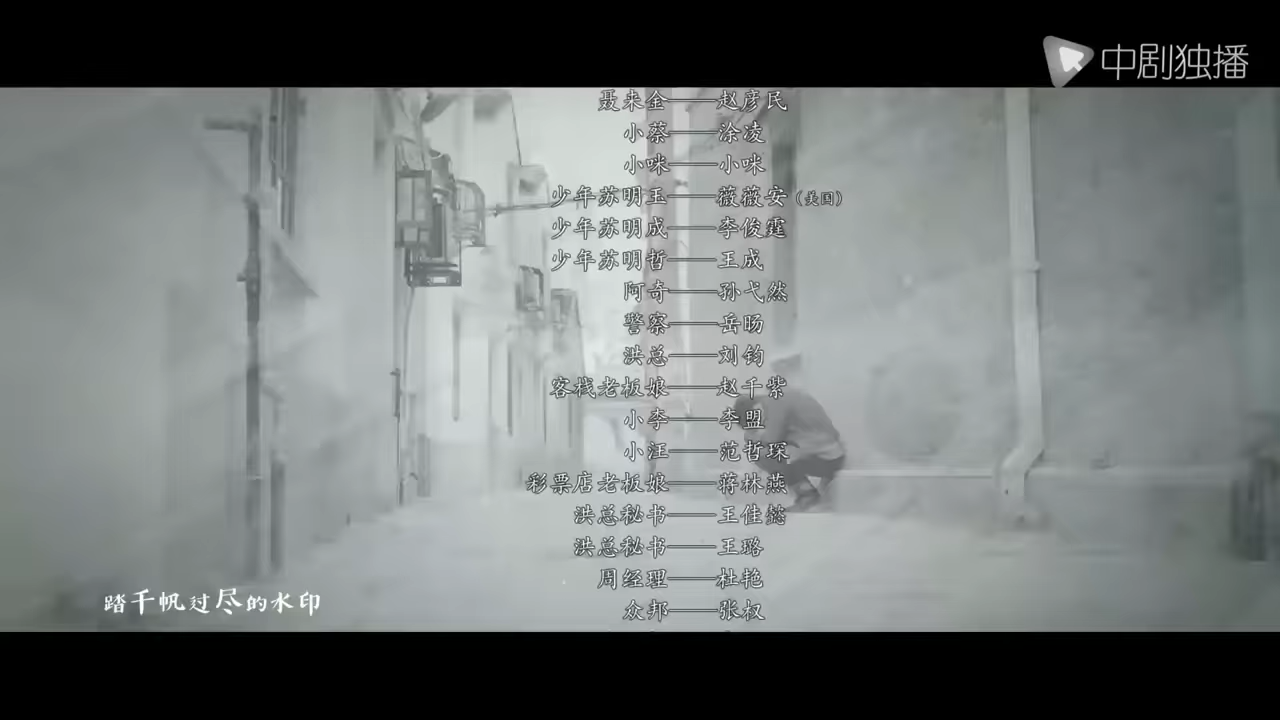 中剧独播
聂来金——赵彦民
小蔡——涂凌
小咪——小咪
少年苏明玉——薇薇安（美国）
少年苏明成——李俊霆
少年苏明哲——王成
阿奇——孙弋然
警察——岳旸
洪总——刘钧
客栈老板娘——赵千紫
小李——李盟
小汪——范哲琛
彩票店老板娘——蒋林燕
洪总秘书——王佳懿
洪总秘书——王璐
周经理——杜艳
众邦——张权
踏千帆过尽的水印